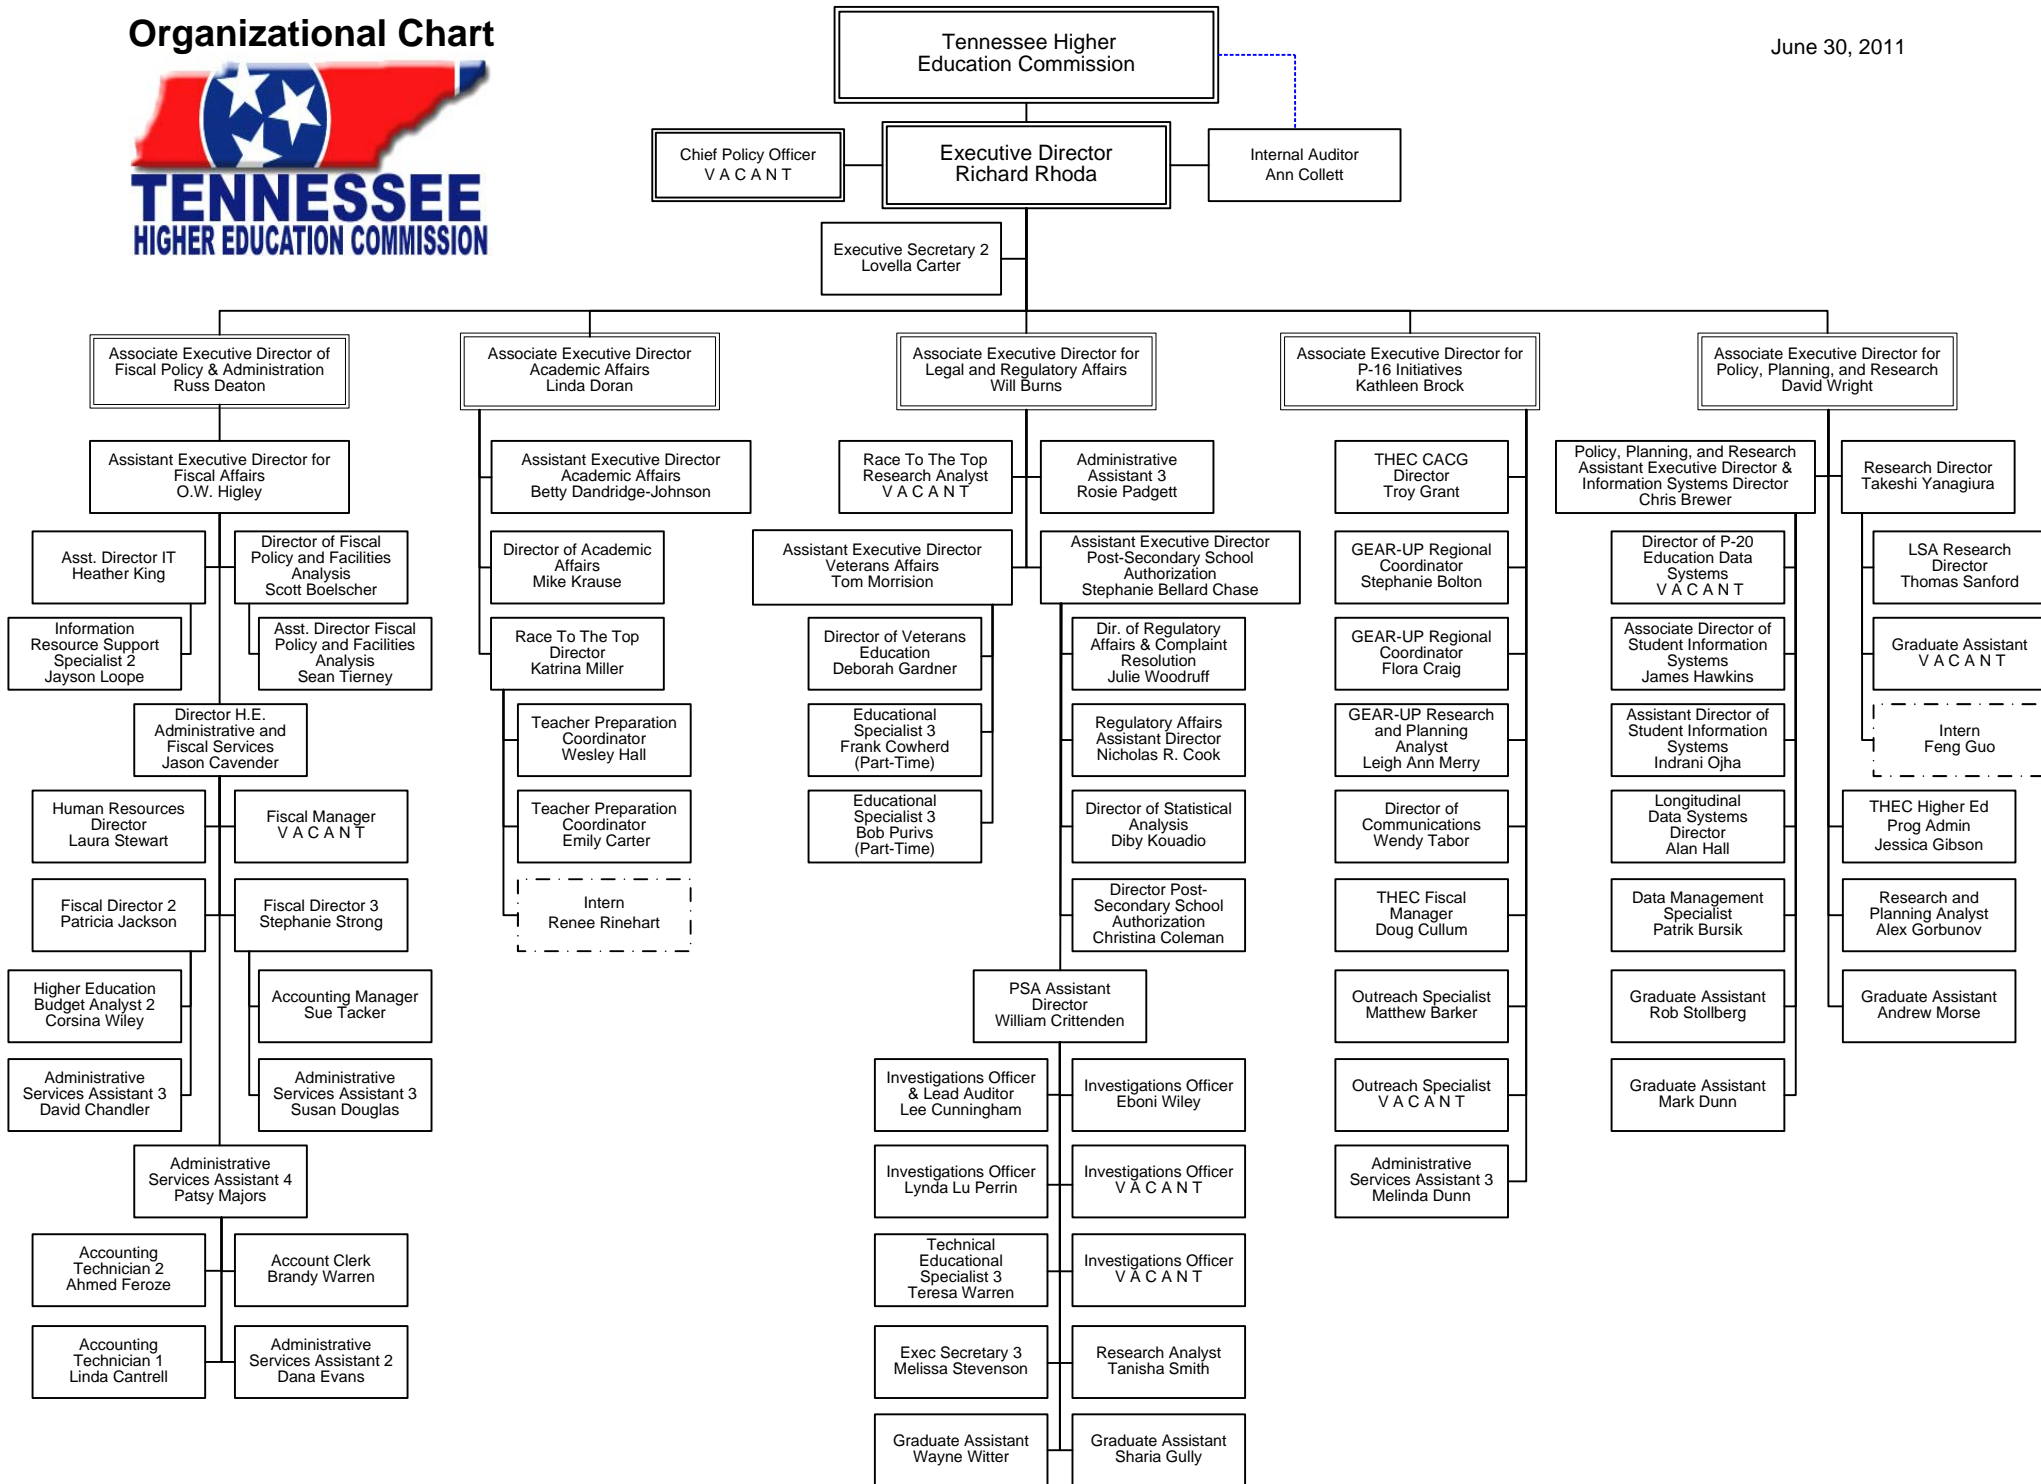 Organizational Chart
TENNESSEE
HIGHER EDUCATION COMMISSION
June 30, 2011
Tennessee Higher
Education Commission
Chief Policy Officer
V A C A N T
Executive Director
Richard Rhoda
Internal Auditor
Ann Collett
Executive Secretary 2
Lovella Carter
Associate Executive Director of
Fiscal Policy & Administration
Russ Deaton
Associate Executive Director
Academic Affairs
Linda Doran
Associate Executive Director for
Legal and Regulatory Affairs
Will Burns
Associate Executive Director for
P-16 Initiatives
Kathleen Brock
Associate Executive Director for
Policy, Planning, and Research
David Wright
Assistant Executive Director for
Fiscal Affairs
O.W. Higley
Asst. Director IT
Heather King
Director of Fiscal
Policy and Facilities
Analysis
Scott Boelscher
Information
Resource Support
Specialist 2
Jayson Loope
Asst. Director Fiscal
Policy and Facilities
Analysis
Sean Tierney
Director H.E.
Administrative and
Fiscal Services
Jason Cavender
Human Resources
Director
Laura Stewart
Fiscal Manager
V A C A N T
Fiscal Director 2
Patricia Jackson
Fiscal Director 3
Stephanie Strong
Higher Education
Budget Analyst 2
Corsina Wiley
Accounting Manager
Sue Tacker
Administrative
Services Assistant 3
David Chandler
Administrative
Services Assistant 3
Susan Douglas
Administrative
Services Assistant 4
Patsy Majors
Accounting
Technician 2
Ahmed Feroze
Account Clerk
Brandy Warren
Accounting
Technician 1
Linda Cantrell
Administrative
Services Assistant 2
Dana Evans
Assistant Executive Director
Academic Affairs
Betty Dandridge-Johnson
Director of Academic
Affairs
Mike Krause
Race To The Top
Director
Katrina Miller
Teacher Preparation
Coordinator
Wesley Hall
Teacher Preparation
Coordinator
Emily Carter
Intern
Renee Rinehart
Race To The Top
Research Analyst
V A C A N T
Administrative
Assistant 3
Rosie Padgett
Assistant Executive Director
Veterans Affairs
Tom Morrision
Assistant Executive Director
Post-Secondary School
Authorization
Stephanie Bellard Chase
Director of Veterans
Education
Deborah Gardner
Educational
Specialist 3
Frank Cowherd
(Part-Time)
Educational
Specialist 3
Bob Purivs
(Part-Time)
Dir. of Regulatory
Affairs & Complaint
Resolution
Julie Woodruff
Regulatory Affairs
Assistant Director
Nicholas R. Cook
Director of Statistical
Analysis
Diby Kouadio
Director Post-
Secondary School
Authorization
Christina Coleman
PSA Assistant
Director
William Crittenden
Investigations Officer
& Lead Auditor
Lee Cunningham
Investigations Officer
Eboni Wiley
Investigations Officer
Lynda Lu Perrin
Investigations Officer
V A C A N T
Technical
Educational
Specialist 3
Teresa Warren
Investigations Officer
V A C A N T
Exec Secretary 3
Melissa Stevenson
Research Analyst
Tanisha Smith
Graduate Assistant
Wayne Witter
Graduate Assistant
Sharia Gully
THEC CACG
Director
Troy Grant
GEAR-UP Regional
Coordinator
Stephanie Bolton
GEAR-UP Regional
Coordinator
Flora Craig
GEAR-UP Research
and Planning
Analyst
Leigh Ann Merry
Director of
Communications
Wendy Tabor
THEC Fiscal
Manager
Doug Cullum
Outreach Specialist
Matthew Barker
Outreach Specialist
V A C A N T
Administrative
Services Assistant 3
Melinda Dunn
Policy, Planning, and Research
Assistant Executive Director &
Information Systems Director
Chris Brewer
Research Director
Takeshi Yanagiura
Director of P-20
Education Data
Systems
V A C A N T
Associate Director of
Student Information
Systems
James Hawkins
Assistant Director of
Student Information
Systems
Indrani Ojha
Longitudinal
Data Systems
Director
Alan Hall
Data Management
Specialist
Patrik Bursik
Graduate Assistant
Rob Stollberg
Graduate Assistant
Mark Dunn
LSA Research
Director
Thomas Sanford
Graduate Assistant
V A C A N T
Intern
Feng Guo
THEC Higher Ed
Prog Admin
Jessica Gibson
Research and
Planning Analyst
Alex Gorbunov
Graduate Assistant
Andrew Morse